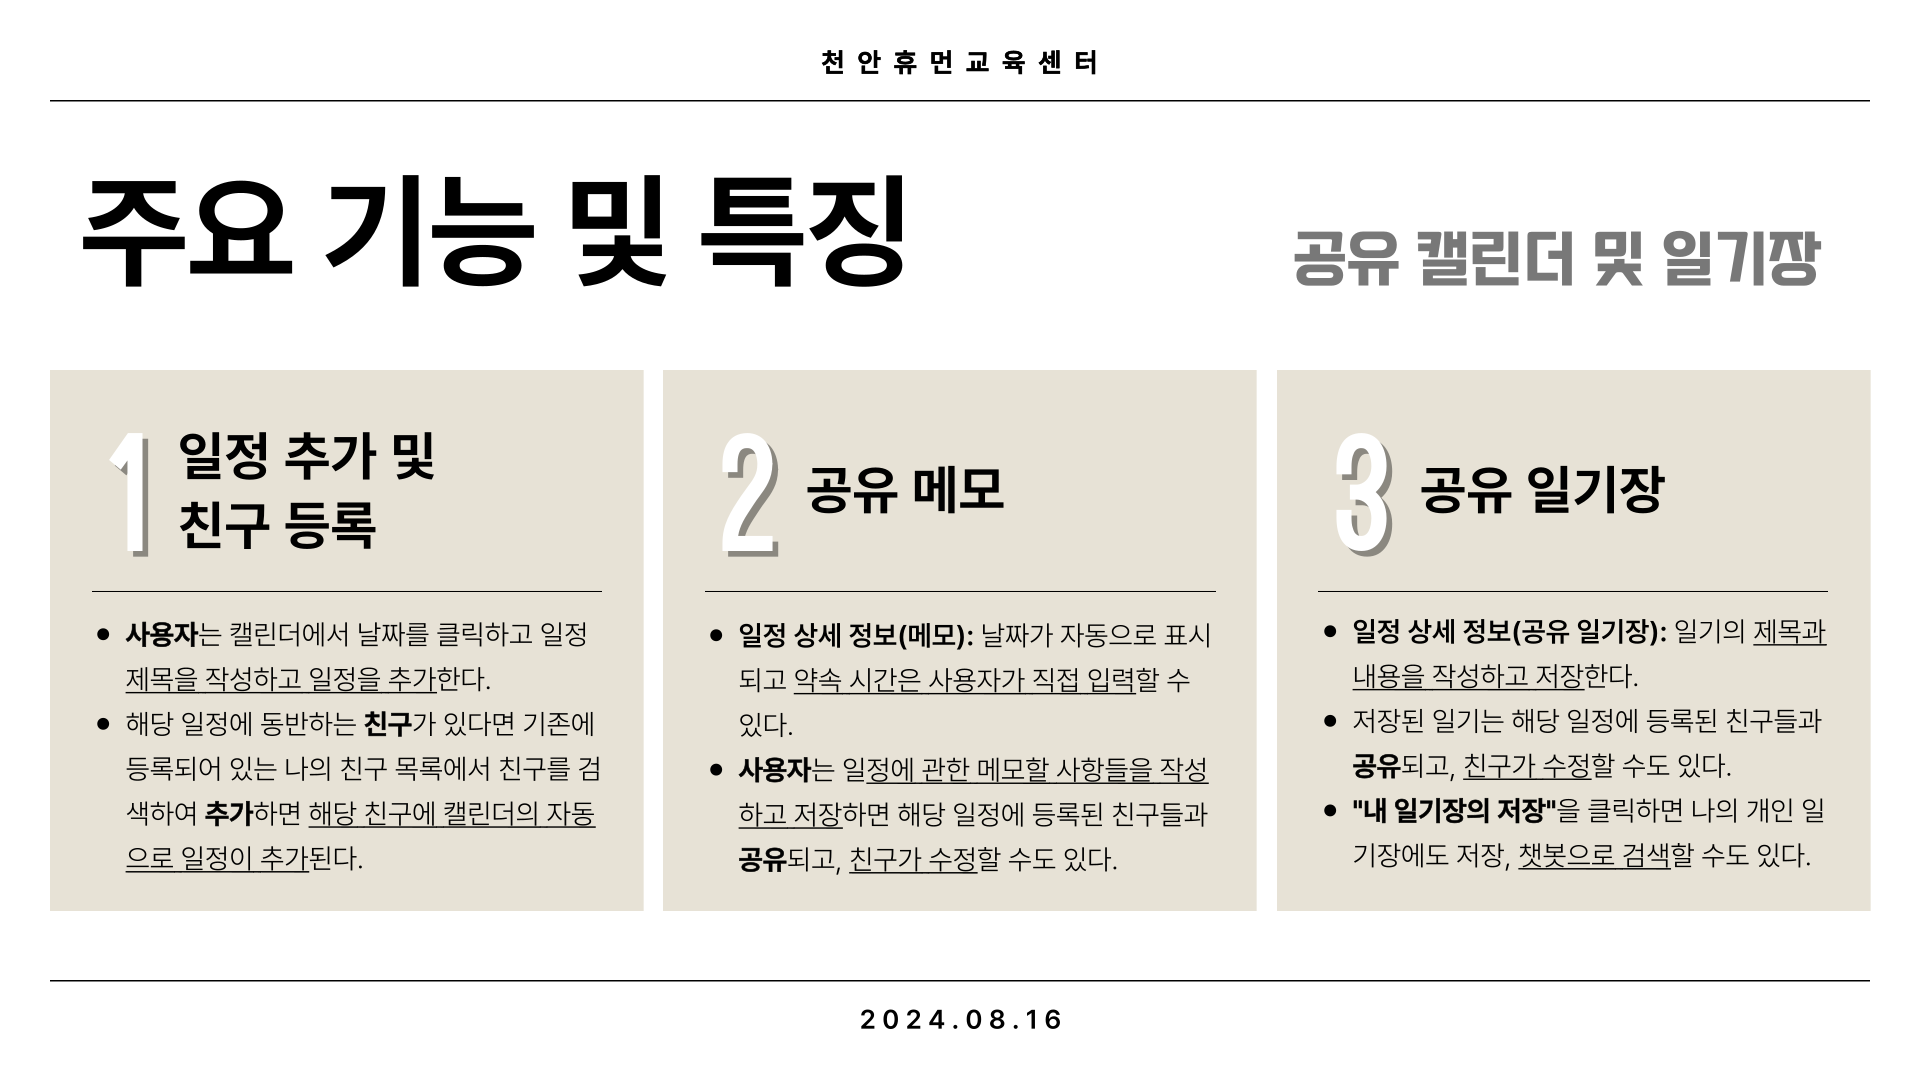 천안휴먼교육센터
주요 기능 및 특징
공유 캘린더 및 일기장
1
일정 추가 및
친구 등록
• 사용자는 캘린더에서 날짜를 클릭하고 일정
제목을 작성하고 일정을 추가한다.
• 해당 일정에 동반하는 친구가 있다면 기존에
등록되어 있는 나의 친구 목록에서 친구를 검
색하여 추가하면 해당 친구에 캘린더의 자동
으로 일정이 추가된다.
2
공유 메모
• 일정 상세 정보(메모): 날짜가 자동으로 표시
되고 약속 시간은 사용자가 직접 입력할 수
있다.
• 사용자는 일정에 관한 메모할 사항들을 작성
하고 저장하면 해당 일정에 등록된 친구들과
공유되고, 친구가 수정할 수도 있다.
3
공유 일기장
• 일정 상세 정보(공유 일기장): 일기의 제목과
내용을 작성하고 저장한다.
• 저장된 일기는 해당 일정에 등록된 친구들과
공유되고, 친구가 수정할 수도 있다.
• "내 일기장의 저장"을 클릭하면 나의 개인 일
기장에도 저장, 챗봇으로 검색할 수도 있다.
2024.08.16